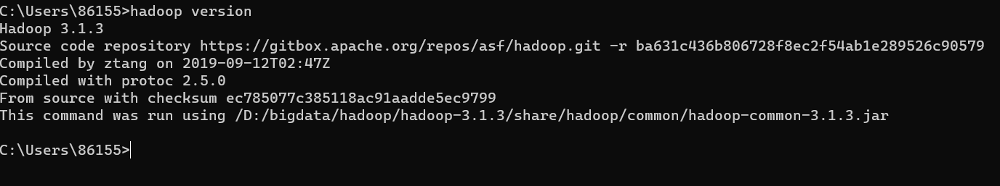 C:\Users\86155>hadoop version
Hadoop 3.1.3
Source code repository https://gitbox.apache.org/repos/asf/hadoop.git -r ba631c436b806728f8ec2f54ab1e289526c90579
Compiled by ztang on 2019-09-12T02:47Z
Compiled with protoc 2.5.0
From source with checksum ec785077c385118ac91aadde5ec9799
This command was run using /D:/bigdata/hadoop/hadoop-3.1.3/share/hadoop/common/hadoop-common-3.1.3.jar
C:\Users\86155>